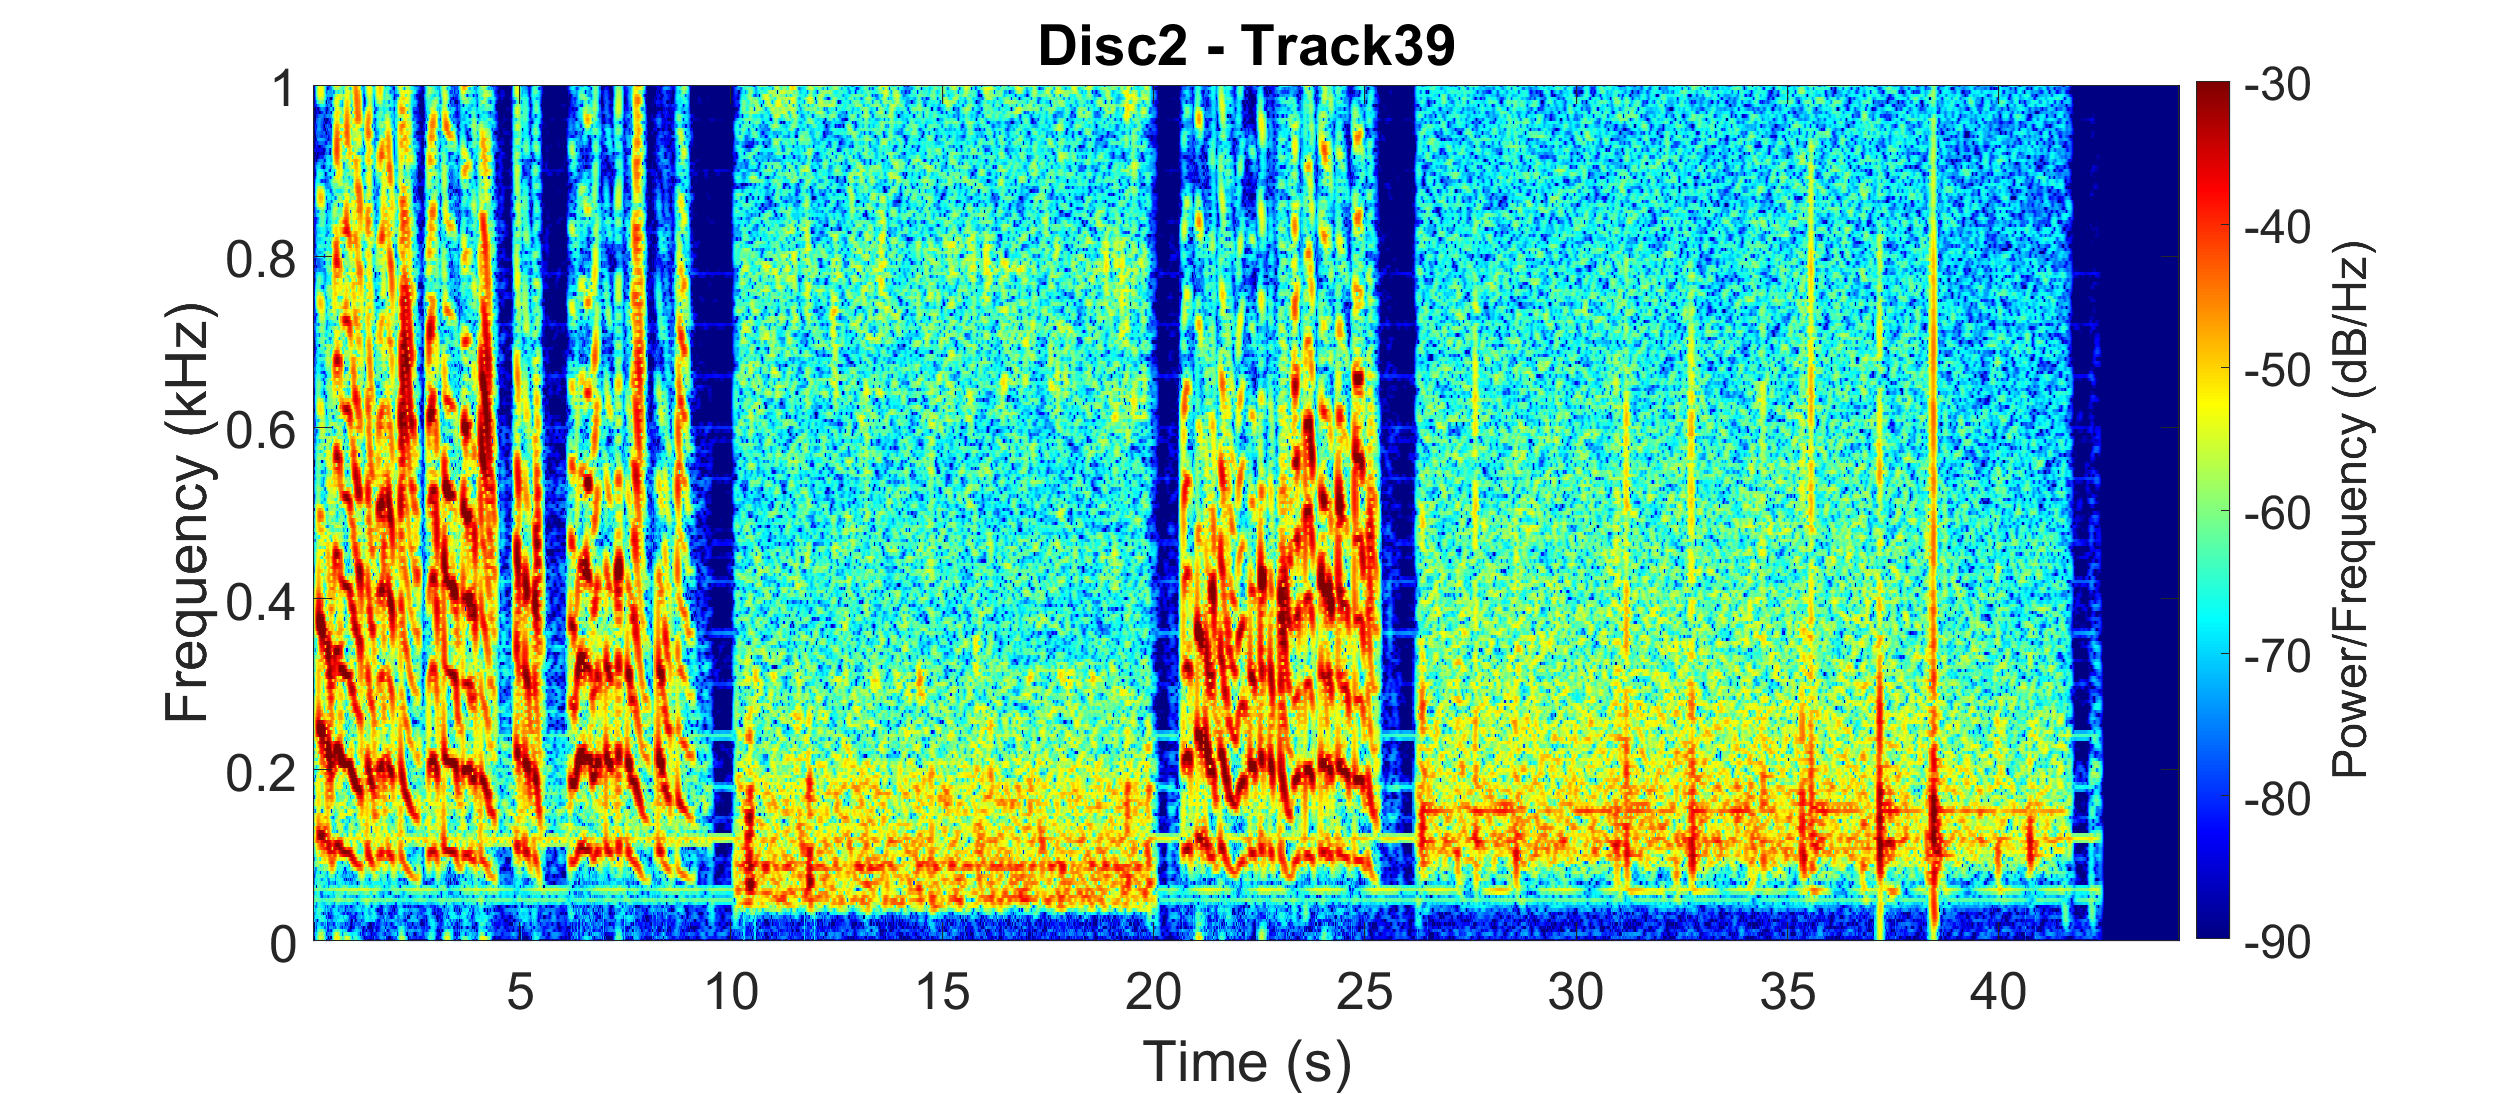 Disc2 - Track39
1
0.8
0.6
0.4
0.2
0
Frequency (kHz)
5 10 15 20 25 30 35 40
Time (s)
-30
-40
-50
-60
-70
-80
-90
Power/Frequency (dB/Hz)